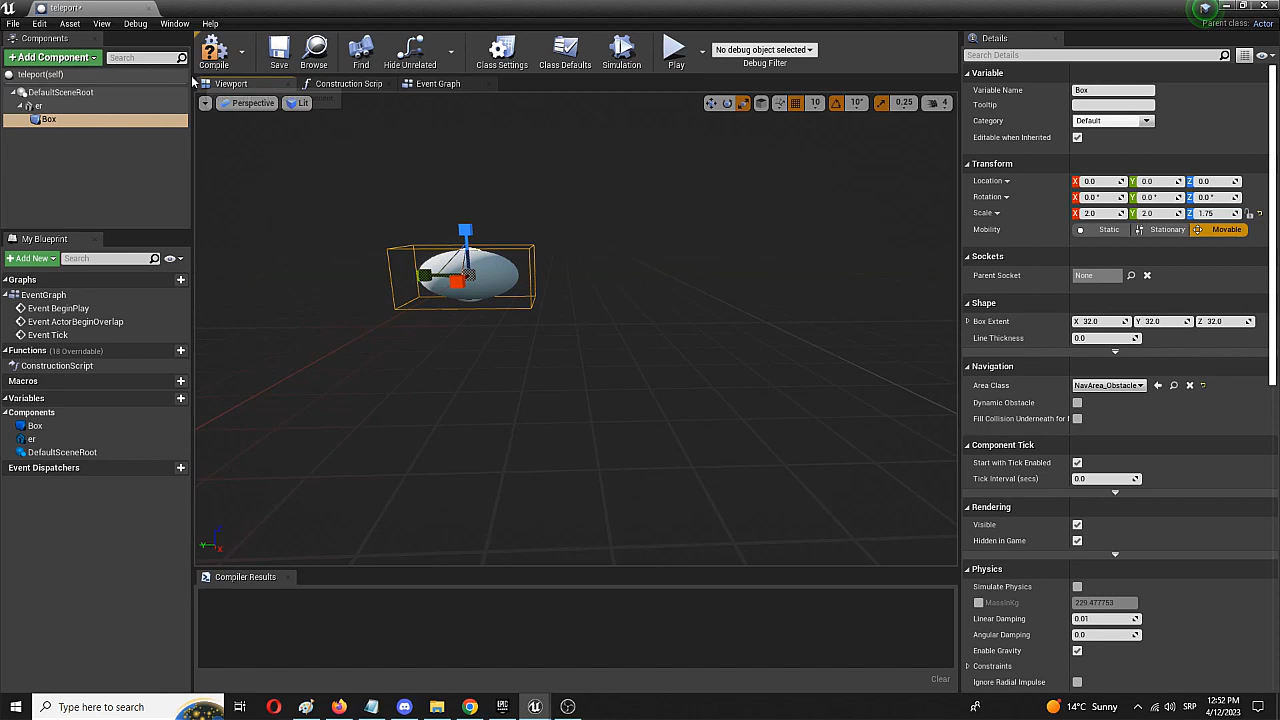 teleport*
File Edit Asset View Debug Window Help
Parent class: Actor
Components
+ Add Component
Search
teleport(self)
DefaultSceneRoot
er
Box
Compile
Save
Browse
Find
Hide Unrelated
Class Settings
Class Defaults
Simulation
Play
No debug object selected
Debug Filter
Viewport
Construction Scrip
Event Graph
Perspective
Lit
10
10°
0.25
4
My Blueprint
+ Add New
Search
Graphs
EventGraph
Event BeginPlay
Event ActorBeginOverlap
Event Tick
Functions (18 Overridable)
ConstructionScript
Macros
Variables
Components
Box
er
DefaultSceneRoot
Event Dispatchers
Z
Y
X
Compiler Results
Clear
Details
Search Details
Variable
Variable Name Box
Tooltip
Category Default
Editable when Inherited
Transform
Location X 0.0 Y 0.0 Z 0.0
Rotation X 0.0 ° Y 0.0 ° Z 0.0 °
Scale X 2.0 Y 2.0 Z 1.75
Mobility Static Stationary Movable
Sockets
Parent Socket None
Shape
Box Extent X 32.0 Y 32.0 Z 32.0
Line Thickness 0.0
Navigation
Area Class NavArea_Obstacle
Dynamic Obstacle
Fill Collision Underneath for
Component Tick
Start with Tick Enabled
Tick Interval (secs) 0.0
Rendering
Visible
Hidden in Game
Physics
Simulate Physics
MassInKg 229.477753
Linear Damping 0.01
Angular Damping 0.0
Enable Gravity
Constraints
Ignore Radial Impulse
Type here to search
14°C Sunny
SRP
12:52 PM
4/12/2023